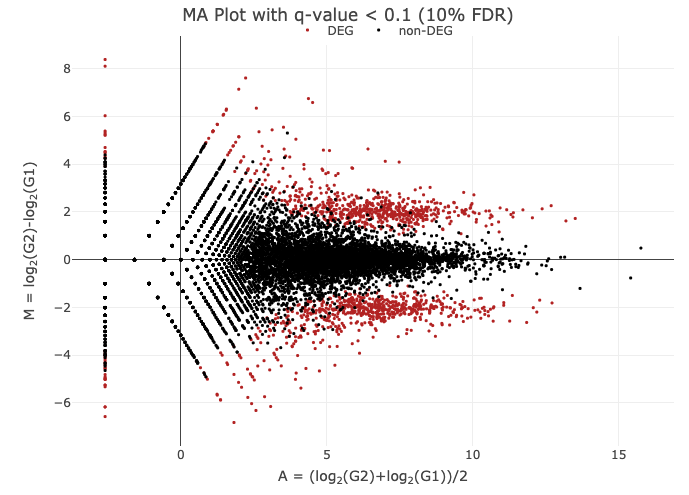 MA Plot with q-value < 0.1 (10% FDR)
DEG non-DEG
8
6
4
2
0
−2
−4
−6
M = log₂(G2)-log₂(G1)
0 5 10 15
A = (log₂(G2)+log₂(G1))/2